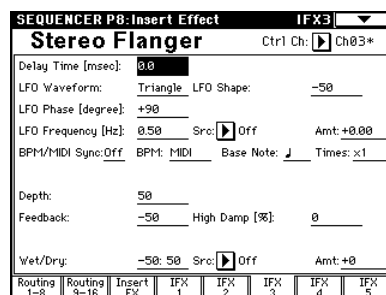 SEQUENCER P8:Insert Effect IFX3
Stereo Flanger Ctrl Ch: Ch03*
Delay Time [msec]: 0.0
LFO Waveform: Triangle LFO Shape: -50
LFO Phase [degree]: +90
LFO Frequency [Hz]: 0.50 Src: Off Amt: +0.00
BPM/MIDI Sync: Off BPM: MIDI Base Note: ♩ Times: x1
Depth: 50
Feedback: -50 High Damp [%]: 0
Wet/Dry: -50: 50 Src: Off Amt: +0
Routing 1-8 Routing 9-16 Insert FX IFX 1 IFX 2 IFX 3 IFX 4 IFX 5